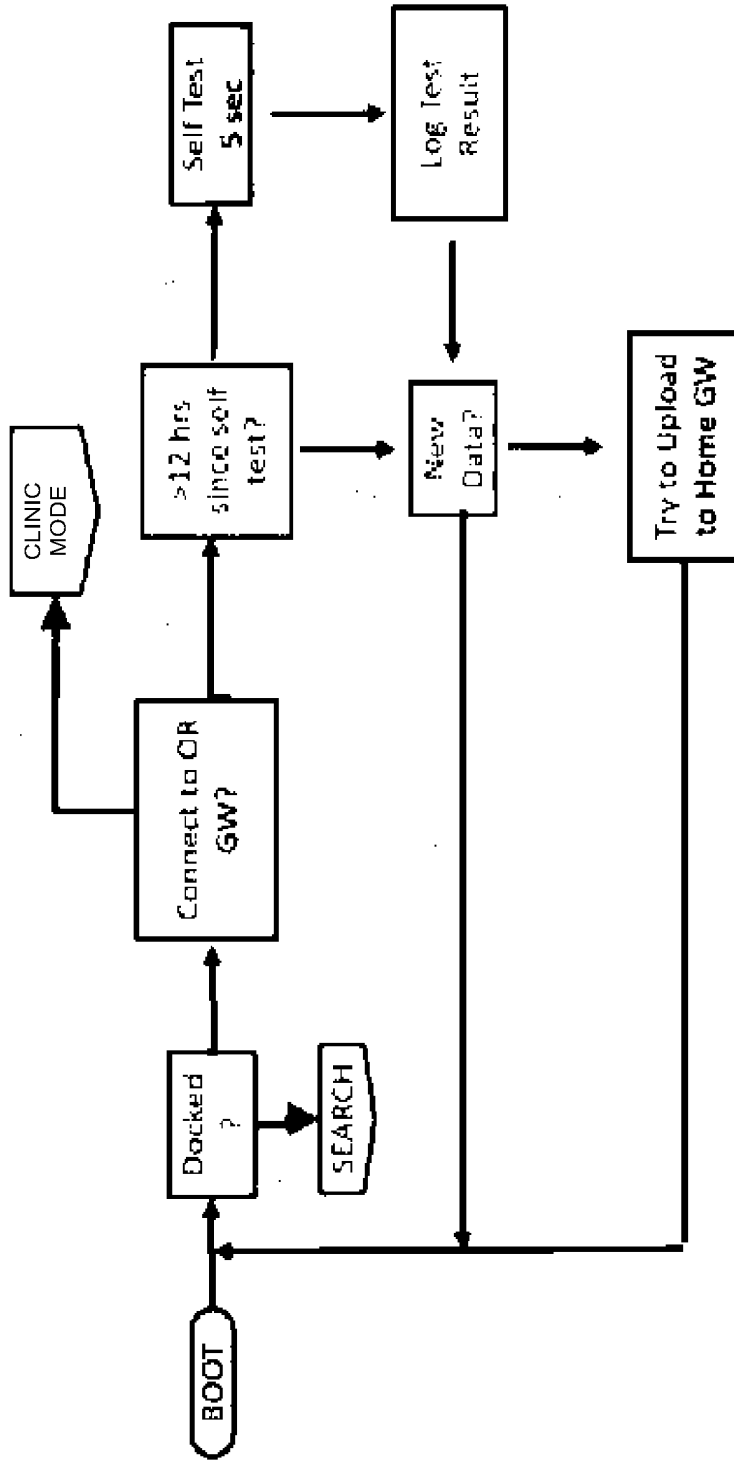 BOOT
Docked
?
SEARCH
Connect to OR
GW?
CLINIC
MODE
>12 hrs
since self
test?
Self Test
5 sec
Log Test
Result
New
Data?
Try to Upload
to Home GW